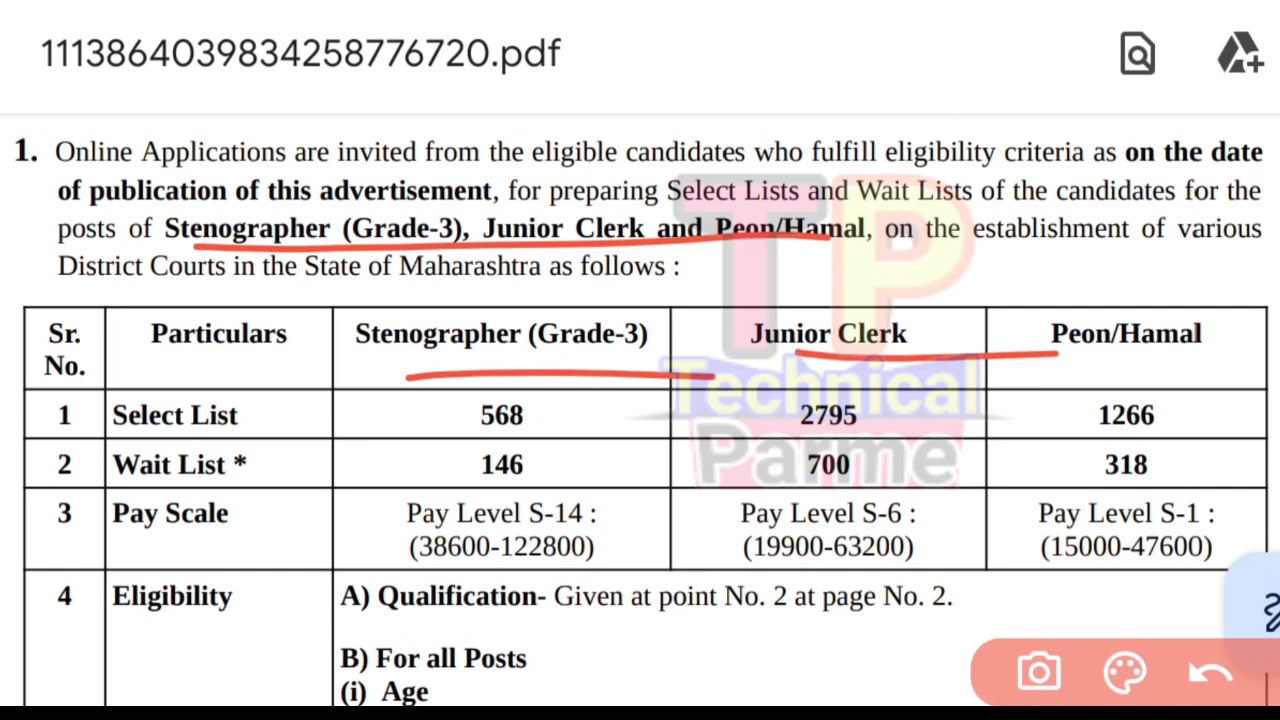 1113864039834258776720.pdf
1. Online Applications are invited from the eligible candidates who fulfill eligibility criteria as on the date
of publication of this advertisement, for preparing Select Lists and Wait Lists of the candidates for the
posts of Stenographer (Grade-3), Junior Clerk and Peon/Hamal, on the establishment of various
District Courts in the State of Maharashtra as follows :
Sr. No. Particulars Stenographer (Grade-3) Junior Clerk Peon/Hamal
1 Select List 568 2795 1266
2 Wait List * 146 700 318
3 Pay Scale Pay Level S-14 : Pay Level S-6 : Pay Level S-1 :
(38600-122800) (19900-63200) (15000-47600)
4 Eligibility A) Qualification- Given at point No. 2 at page No. 2.
B) For all Posts
(i) Age
TP
Technical
Parme